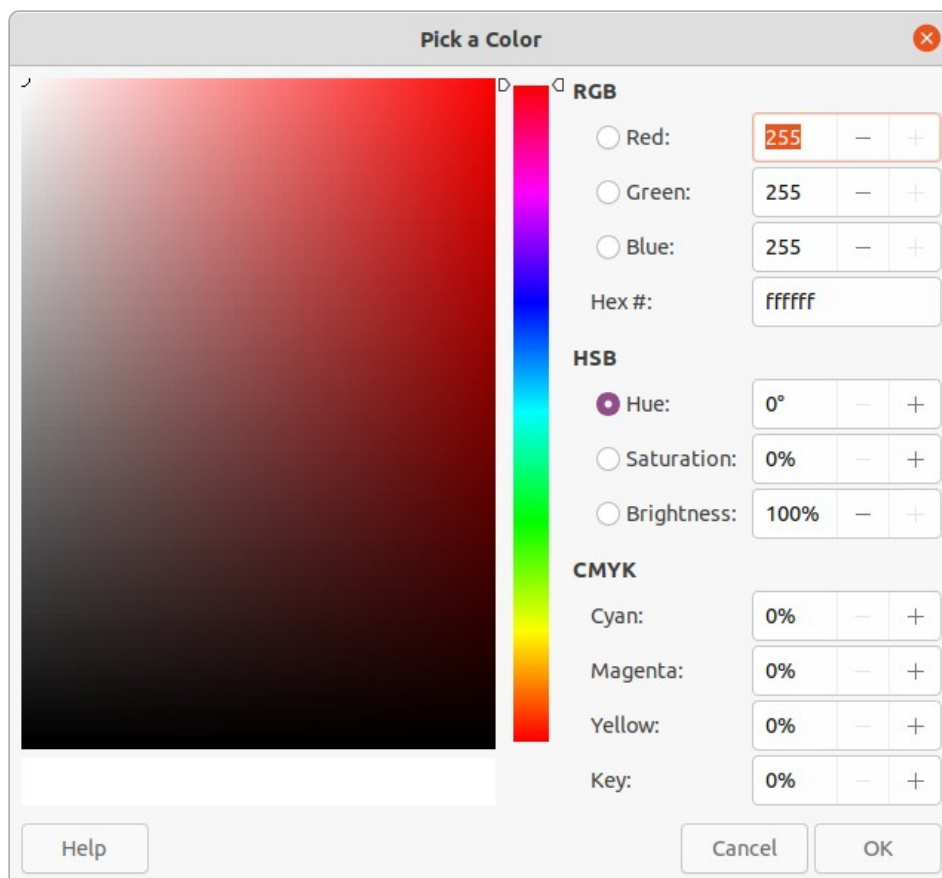 Pick a Color
RGB
Red: 255
Green: 255
Blue: 255
Hex #: ffffff
HSB
Hue: 0°
Saturation: 0%
Brightness: 100%
CMYK
Cyan: 0%
Magenta: 0%
Yellow: 0%
Key: 0%
Help Cancel OK